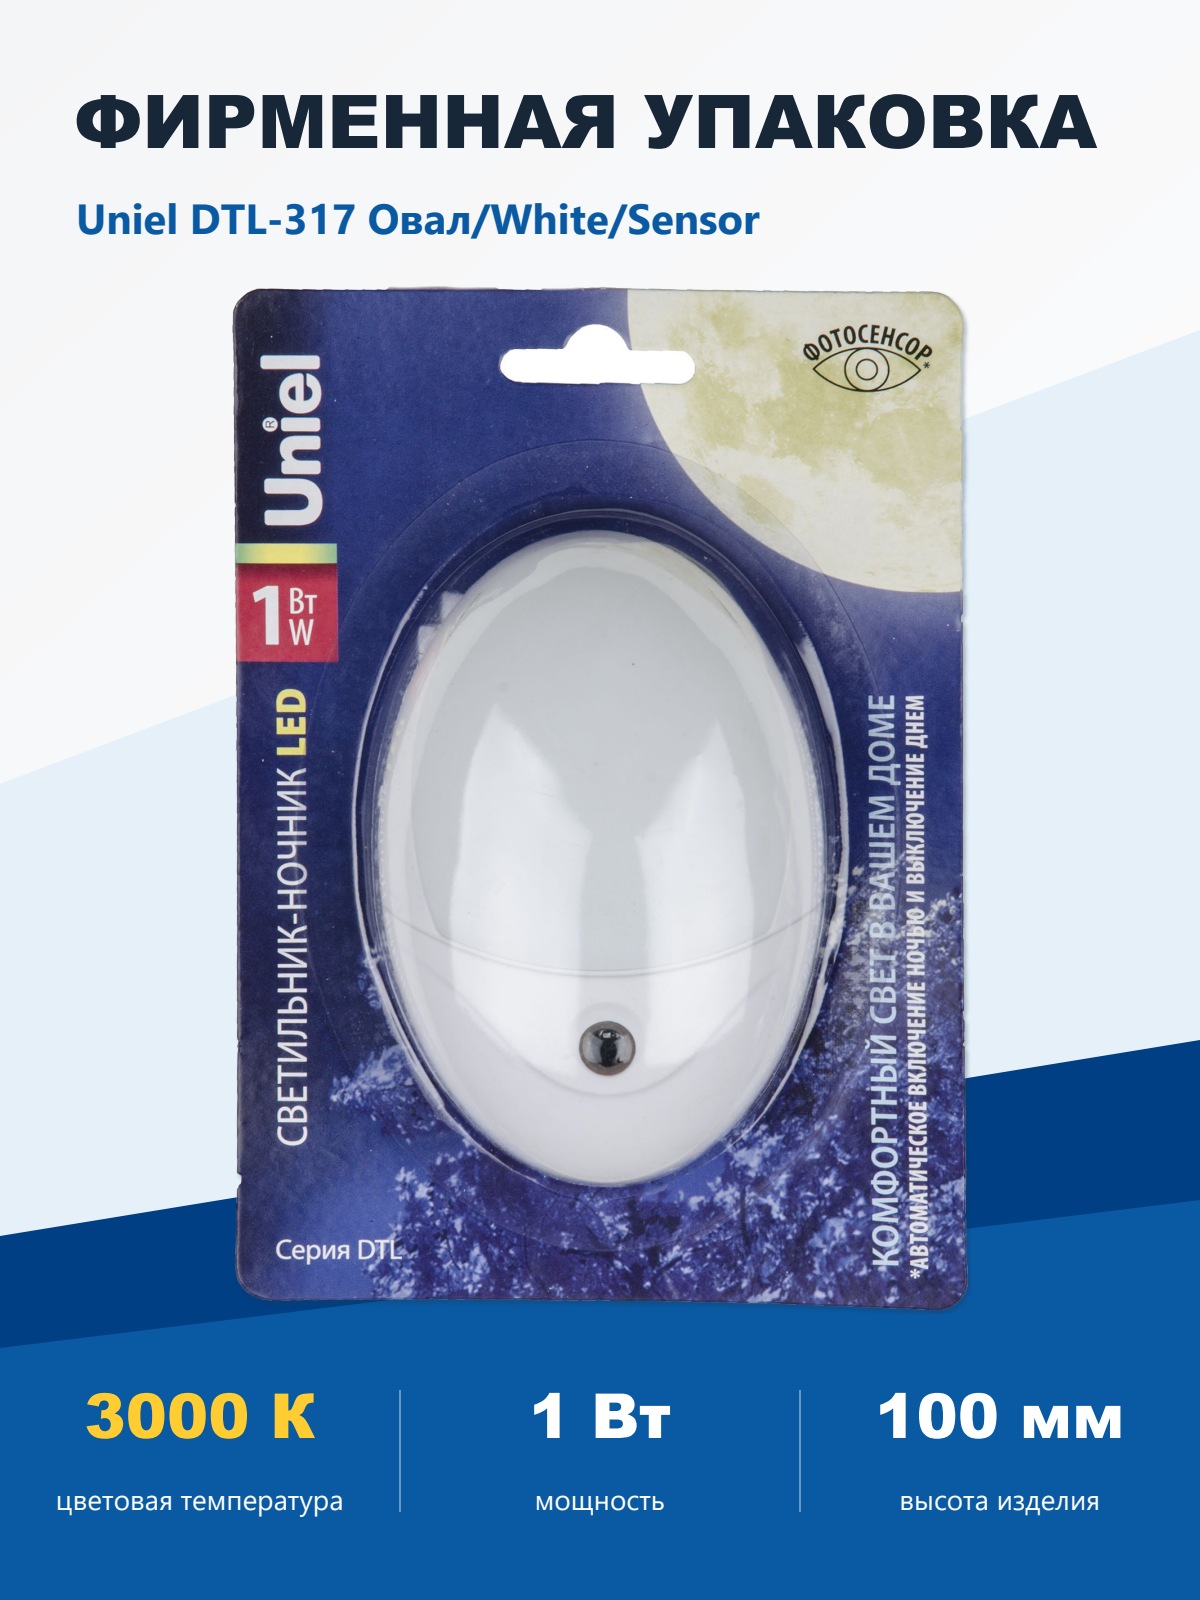 ФИРМЕННАЯ УПАКОВКА
Uniel DTL-317 Овал/White/Sensor
ФОТОСЕНСОР*
Uniel®
1 Вт W
СВЕТИЛЬНИК-НОЧНИК LED
Серия DTL
КОМФОРТНЫЙ СВЕТ В ВАШЕМ ДОМЕ
*АВТОМАТИЧЕСКОЕ ВКЛЮЧЕНИЕ НОЧЬЮ И ВЫКЛЮЧЕНИЕ ДНЕМ
3000 К
цветовая температура
1 Вт
мощность
100 мм
высота изделия